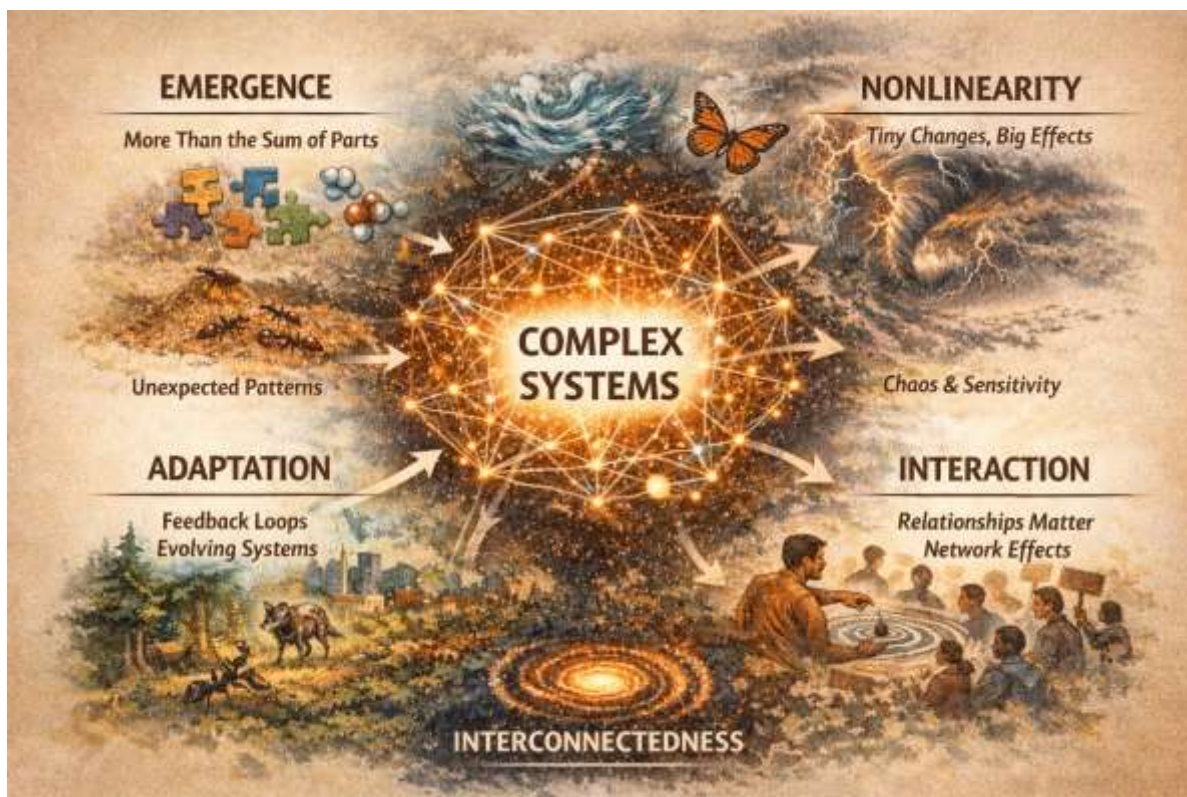 EMERGENCE
More Than the Sum of Parts
Unexpected Patterns
NONLINEARITY
Tiny Changes, Big Effects
Chaos & Sensitivity
COMPLEX
SYSTEMS
ADAPTATION
Feedback Loops
Evolving Systems
INTERACTION
Relationships Matter
Network Effects
INTERCONNECTEDNESS